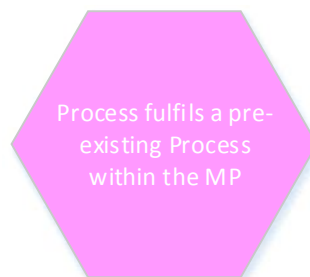 Process fulfils a pre-
existing Process
within the MP